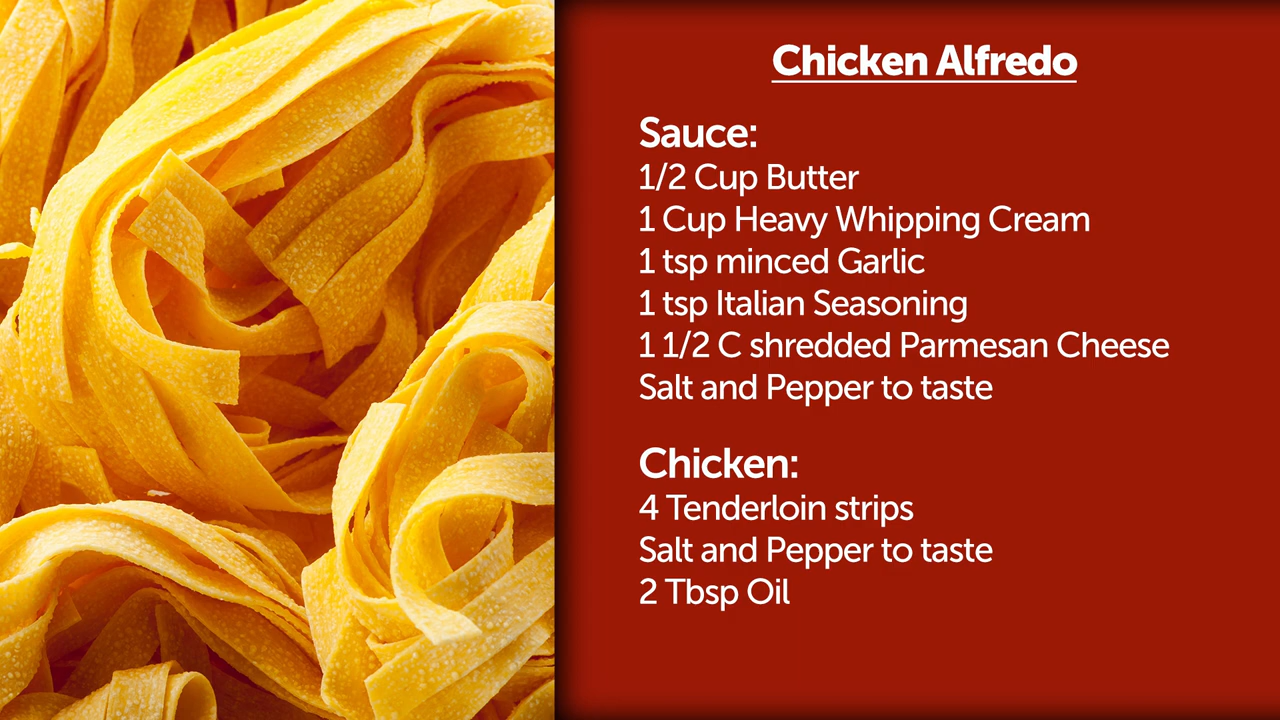 Chicken Alfredo
Sauce:
1/2 Cup Butter
1 Cup Heavy Whipping Cream
1 tsp minced Garlic
1 tsp Italian Seasoning
1 1/2 C shredded Parmesan Cheese
Salt and Pepper to taste
Chicken:
4 Tenderloin strips
Salt and Pepper to taste
2 Tbsp Oil